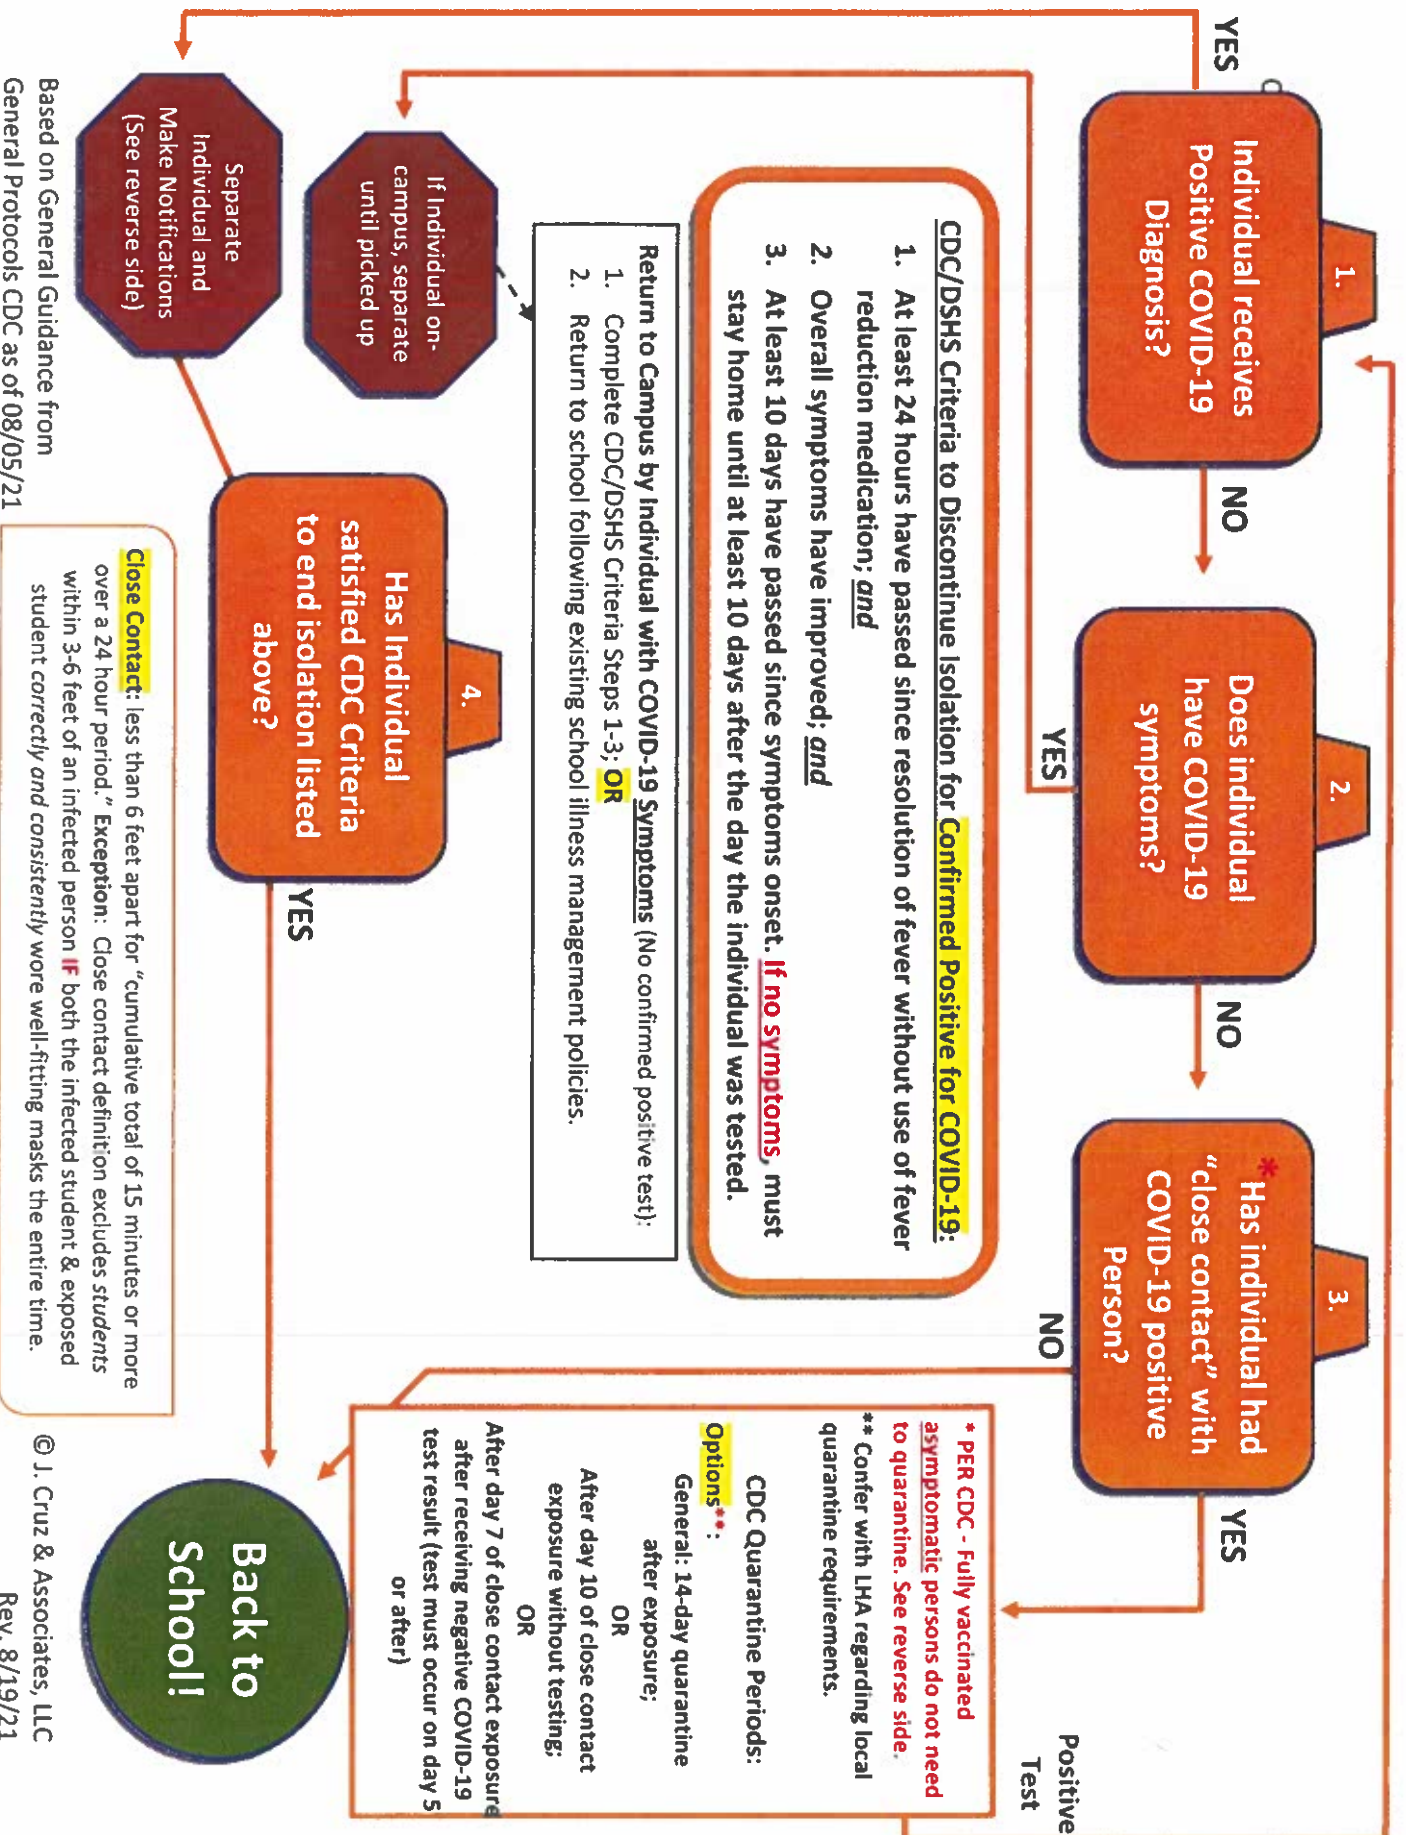 1.
Individual receives
Positive COVID-19
Diagnosis?
YES
NO
2.
Does individual
have COVID-19
symptoms?
YES
NO
3.
*Has individual had
"close contact" with
COVID-19 positive
Person?
NO
YES
Positive
Test
CDC/DSHS Criteria to Discontinue Isolation for Confirmed Positive for COVID-19:
1. At least 24 hours have passed since resolution of fever without use of fever
reduction medication; and
2. Overall symptoms have improved; and
3. At least 10 days have passed since symptoms onset. If no symptoms, must
stay home until at least 10 days after the day the individual was tested.
* PER CDC - Fully vaccinated
asymptomatic persons do not need
to quarantine. See reverse side.
** Confer with LHA regarding local
quarantine requirements.
CDC Quarantine Periods:
Options**:
General: 14-day quarantine
after exposure;
OR
After day 10 of close contact
exposure without testing;
OR
After day 7 of close contact exposure
after receiving negative COVID-19
test result (test must occur on day 5
or after)
If Individual on-
campus, separate
until picked up
Return to Campus by Individual with COVID-19 Symptoms (No confirmed positive test):
1. Complete CDC/DSHS Criteria Steps 1-3; OR
2. Return to school following existing school illness management policies.
Separate
Individual and
Make Notifications
(See reverse side)
4.
Has Individual
satisfied CDC Criteria
to end isolation listed
above?
YES
Back to
School!
Close Contact: less than 6 feet apart for "cumulative total of 15 minutes or more
over a 24 hour period." Exception: Close contact definition excludes students
within 3-6 feet of an infected person IF both the infected student & exposed
student correctly and consistently wore well-fitting masks the entire time.
Based on General Guidance from
General Protocols CDC as of 08/05/21
© J. Cruz & Associates, LLC
Rev. 8/19/21